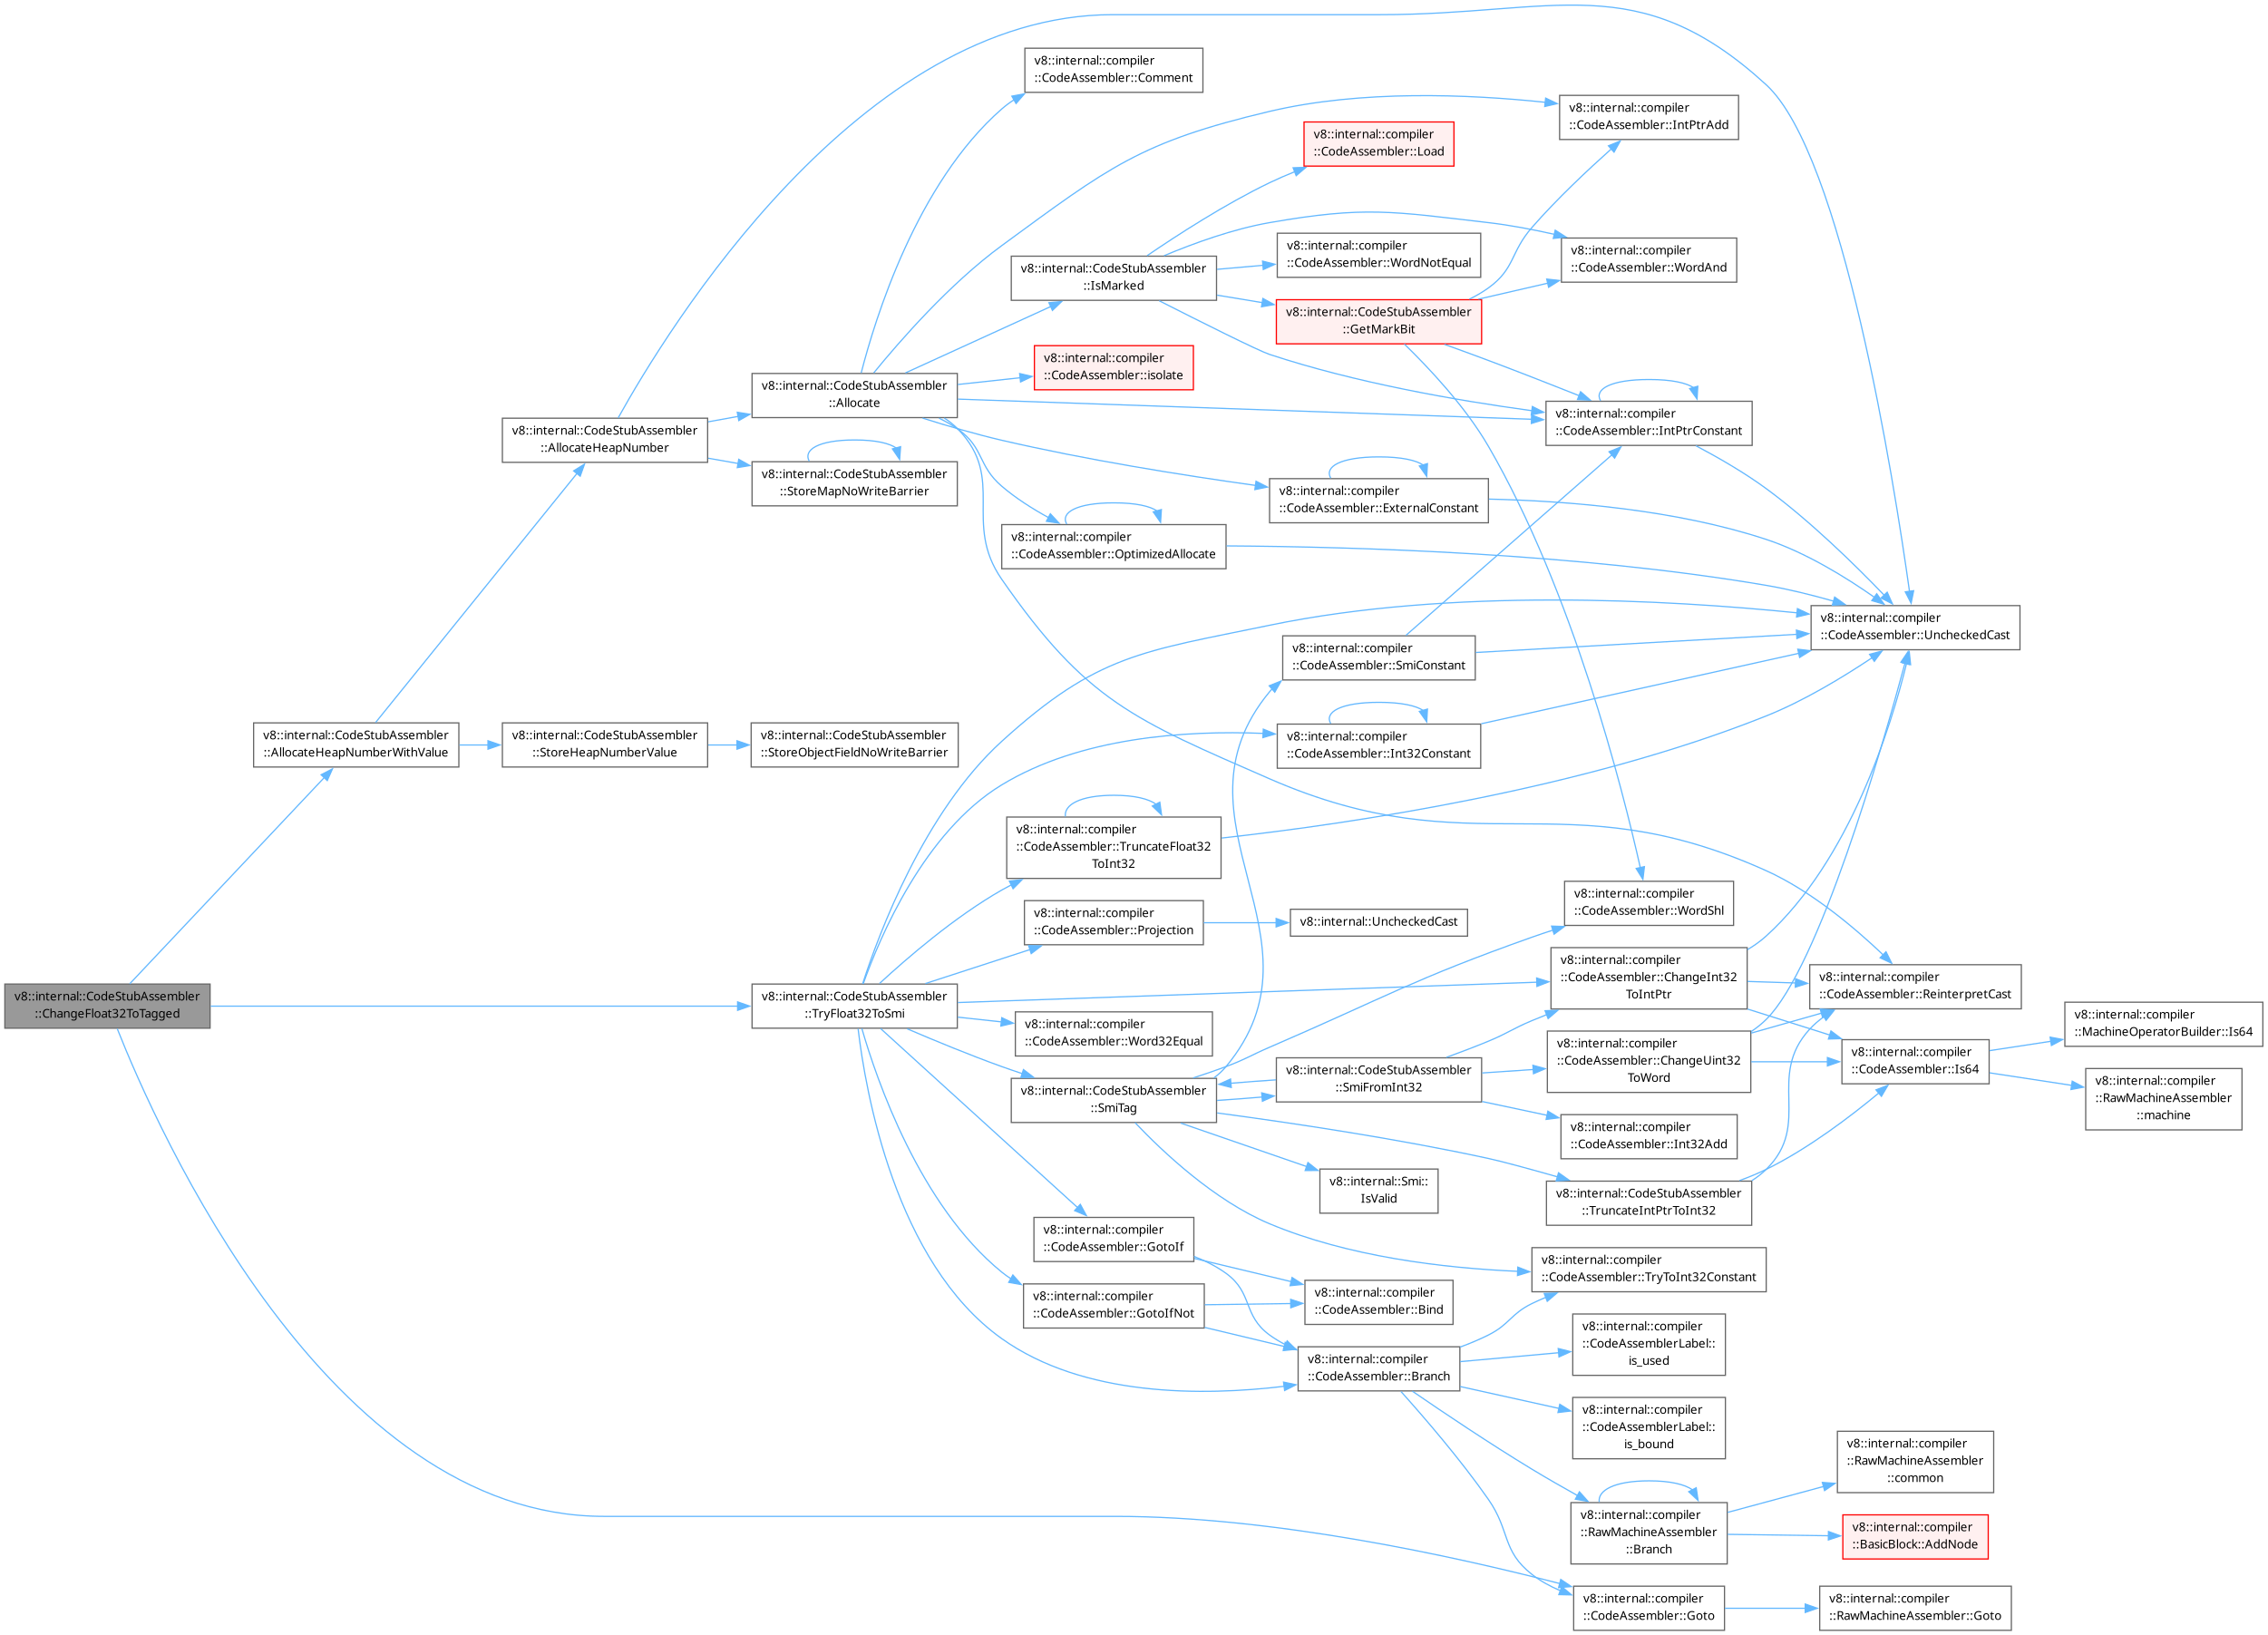 v8::internal::compiler
::CodeAssembler::Comment
v8::internal::compiler
::CodeAssembler::IntPtrAdd
v8::internal::compiler
::CodeAssembler::Load
v8::internal::compiler
::CodeAssembler::WordNotEqual
v8::internal::compiler
::CodeAssembler::WordAnd
v8::internal::CodeStubAssembler
::IsMarked
v8::internal::CodeStubAssembler
::GetMarkBit
v8::internal::compiler
::CodeAssembler::isolate
v8::internal::CodeStubAssembler
::Allocate
v8::internal::compiler
::CodeAssembler::IntPtrConstant
v8::internal::CodeStubAssembler
::AllocateHeapNumber
v8::internal::CodeStubAssembler
::StoreMapNoWriteBarrier
v8::internal::compiler
::CodeAssembler::ExternalConstant
v8::internal::compiler
::CodeAssembler::OptimizedAllocate
v8::internal::compiler
::CodeAssembler::UncheckedCast
v8::internal::compiler
::CodeAssembler::SmiConstant
v8::internal::CodeStubAssembler
::AllocateHeapNumberWithValue
v8::internal::CodeStubAssembler
::StoreHeapNumberValue
v8::internal::CodeStubAssembler
::StoreObjectFieldNoWriteBarrier
v8::internal::compiler
::CodeAssembler::Int32Constant
v8::internal::compiler
::CodeAssembler::TruncateFloat32
ToInt32
v8::internal::compiler
::CodeAssembler::WordShl
v8::internal::compiler
::CodeAssembler::Projection
v8::internal::UncheckedCast
v8::internal::compiler
::CodeAssembler::ChangeInt32
ToIntPtr
v8::internal::compiler
::CodeAssembler::ReinterpretCast
v8::internal::CodeStubAssembler
::ChangeFloat32ToTagged
v8::internal::CodeStubAssembler
::TryFloat32ToSmi
v8::internal::compiler
::CodeAssembler::Word32Equal
v8::internal::compiler
::MachineOperatorBuilder::Is64
v8::internal::compiler
::CodeAssembler::ChangeUint32
ToWord
v8::internal::compiler
::CodeAssembler::Is64
v8::internal::CodeStubAssembler
::SmiFromInt32
v8::internal::CodeStubAssembler
::SmiTag
v8::internal::compiler
::RawMachineAssembler
::machine
v8::internal::compiler
::CodeAssembler::Int32Add
v8::internal::Smi::
IsValid
v8::internal::CodeStubAssembler
::TruncateIntPtrToInt32
v8::internal::compiler
::CodeAssembler::GotoIf
v8::internal::compiler
::CodeAssembler::TryToInt32Constant
v8::internal::compiler
::CodeAssembler::GotoIfNot
v8::internal::compiler
::CodeAssembler::Bind
v8::internal::compiler
::CodeAssemblerLabel::
is_used
v8::internal::compiler
::CodeAssembler::Branch
v8::internal::compiler
::CodeAssemblerLabel::
is_bound
v8::internal::compiler
::RawMachineAssembler
::common
v8::internal::compiler
::RawMachineAssembler
::Branch
v8::internal::compiler
::BasicBlock::AddNode
v8::internal::compiler
::CodeAssembler::Goto
v8::internal::compiler
::RawMachineAssembler::Goto